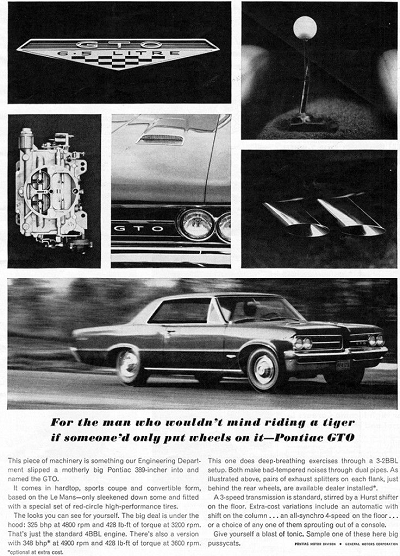 GTO
6.5 LITRE
GTO
For the man who wouldn't mind riding a tiger
if someone'd only put wheels on it—Pontiac GTO
This piece of machinery is something our Engineering Depart-
ment slipped a motherly big Pontiac 389-incher into and
named the GTO.
It comes in hardtop, sports coupe and convertible form,
based on the Le Mans—only sleekened down some and fitted
with a special set of red-circle high-performance tires.
The looks you can see for yourself. The big deal is under the
hood: 325 bhp at 4800 rpm and 428 lb-ft of torque at 3200 rpm.
That's just the standard 4BBL engine. There's also a version
with 348 bhp* at 4900 rpm and 428 lb-ft of torque at 3600 rpm.
*optional at extra cost.
This one does deep-breathing exercises through a 3-2BBL
setup. Both make bad-tempered noises through dual pipes. As
illustrated above, pairs of exhaust splitters on each flank, just
behind the rear wheels, are available dealer installed*.
A 3-speed transmission is standard, stirred by a Hurst shifter
on the floor. Extra-cost variations include an automatic with
shift on the column . . . an all-synchro 4-speed on the floor . . .
or a choice of any one of them sprouting out of a console.
Give yourself a blast of tonic. Sample one of these here big
pussycats.
PONTIAC MOTOR DIVISION • GENERAL MOTORS CORPORATION